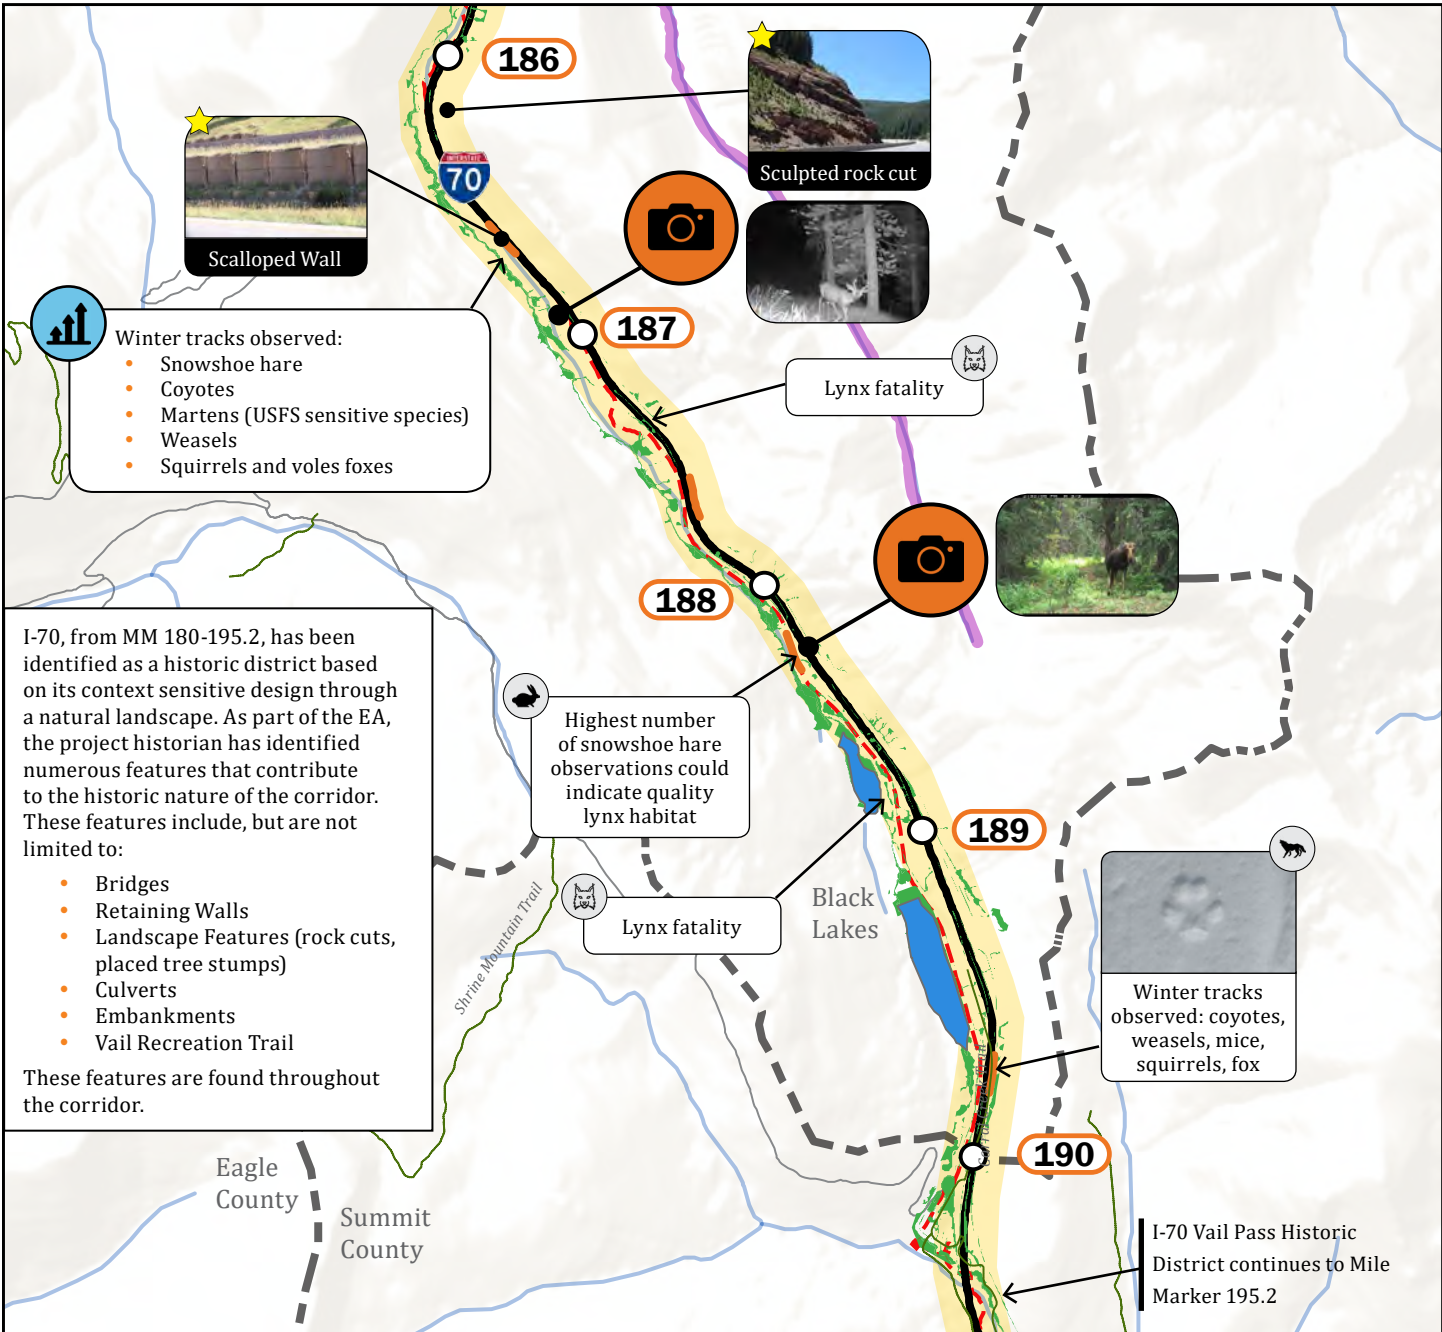 186
Sculpted rock cut
INTERSTATE
70
Scalloped Wall
187
Winter tracks observed:
• Snowshoe hare
• Coyotes
• Martens (USFS sensitive species)
• Weasels
• Squirrels and voles foxes
Lynx fatality
188
I-70, from MM 180-195.2, has been
identified as a historic district based
on its context sensitive design through
a natural landscape. As part of the EA,
the project historian has identified
numerous features that contribute
to the historic nature of the corridor.
These features include, but are not
limited to:
• Bridges
• Retaining Walls
• Landscape Features (rock cuts,
placed tree stumps)
• Culverts
• Embankments
• Vail Recreation Trail
These features are found throughout
the corridor.
Highest number
of snowshoe hare
observations could
indicate quality
lynx habitat
189
Shrine Mountain Trail
Lynx fatality
Black
Lakes
Winter tracks
observed: coyotes,
weasels, mice,
squirrels, fox
190
Eagle
County
Summit
County
I-70 Vail Pass Historic
District continues to Mile
Marker 195.2